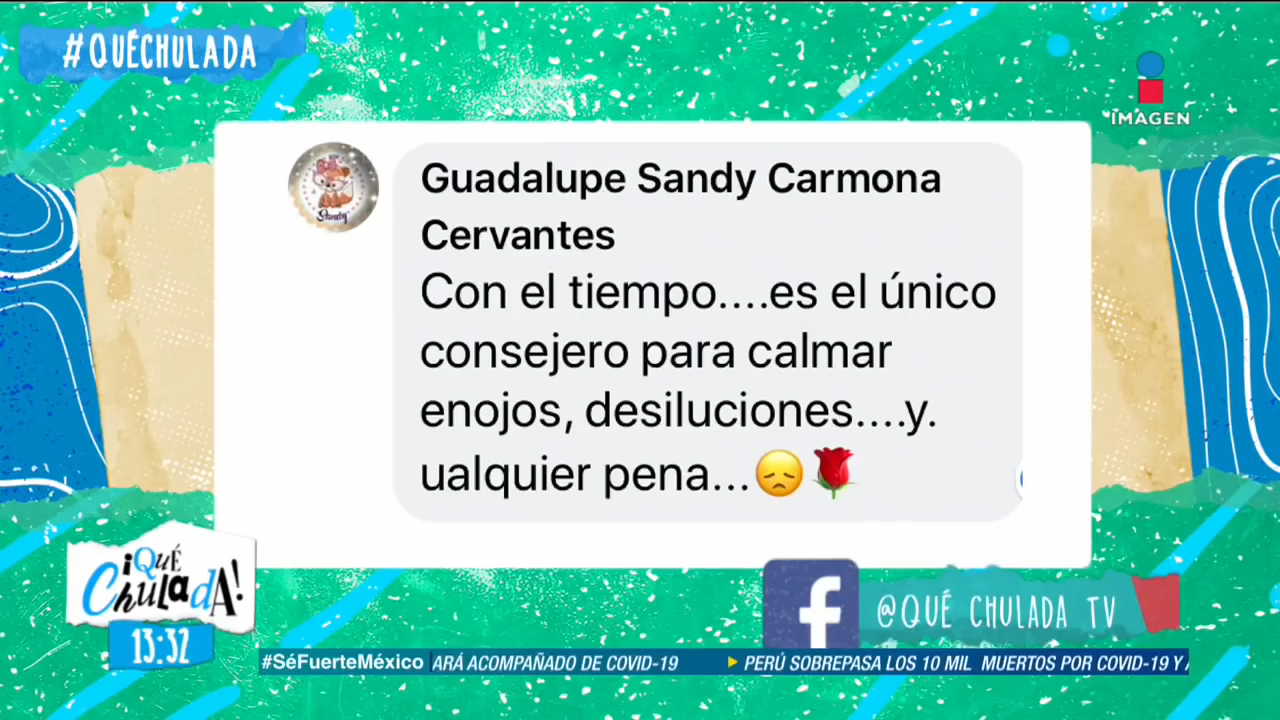 #QUÉCHULADA
IMAGEN
Sandy
Guadalupe Sandy Carmona
Cervantes
Con el tiempo....es el único
consejero para calmar
enojos, desiluciones....y.
ualquier pena...😞🌹
¡QUÉ
CHULADA!
13:32
@QUÉ CHULADA TV
#SéFuerteMéxico ARÁ ACOMPAÑADO DE COVID-19 PERÚ SOBREPASA LOS 10 MIL MUERTOS POR COVID-19 Y